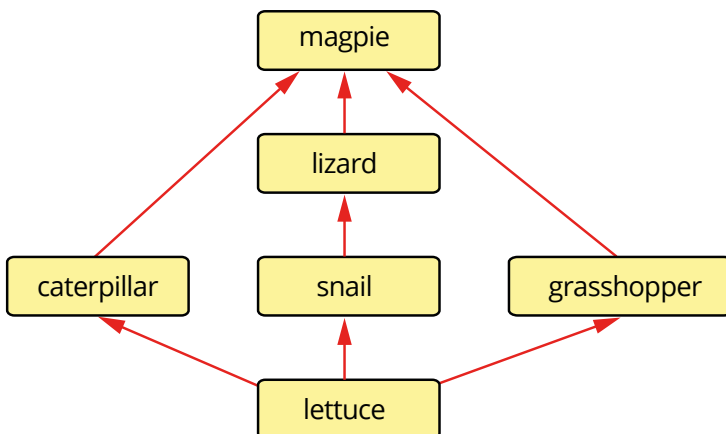 magpie
lizard
caterpillar
snail
grasshopper
lettuce